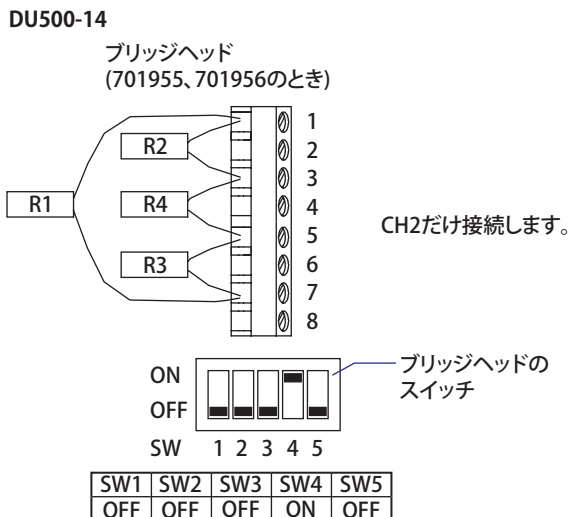 DU500-14
ブリッジヘッド
(701955、701956のとき)
1
R2
2
3
R1
R4
4
CH2だけ接続します。
5
R3
6
7
8
ON
ブリッジヘッドの
スイッチ
OFF
SW 1 2 3 4 5
SW1 SW2 SW3 SW4 SW5
OFF OFF OFF ON OFF